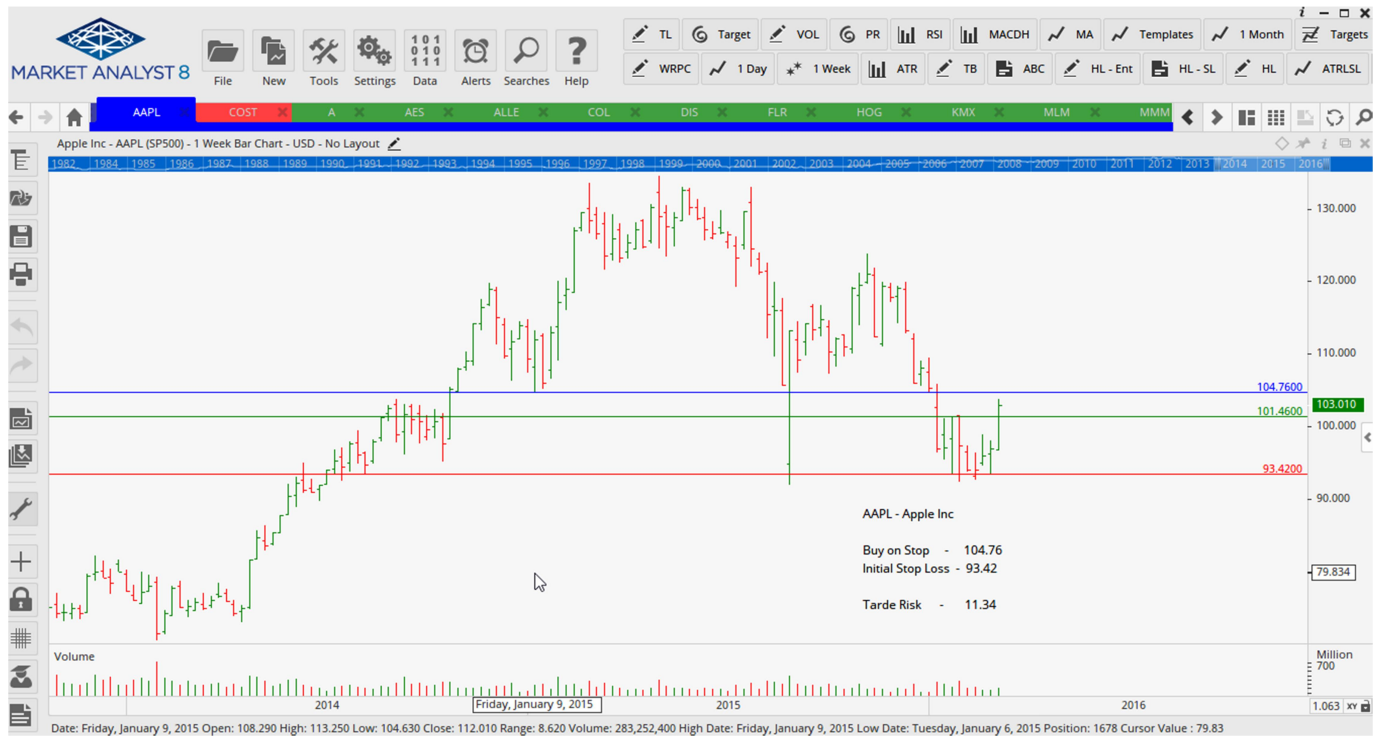 i
MARKET ANALYST 8
File
New
Tools
Settings
101
010
111
Data
Alerts
Searches
?
Help
TL
Target
VOL
PR
RSI
MACDH
MA
Templates
1 Month
Targets
WRPC
1 Day
1 Week
ATR
TB
ABC
HL - Ent
HL - SL
HL
ATRLSL
AAPL
COST
A
AES
ALLE
COL
DIS
FLR
HOG
KMX
MLM
MMM
Apple Inc - AAPL (SP500) - 1 Week Bar Chart - USD - No Layout
i
1982 1984 1985 1986 1987 1988 1989 1990 1991 1992 1993 1994 1995 1996 1997 1998 1999 2000 2001 2002 2003 2004 2005 2006 2007 2008 2009 2010 2011 2012 2013 2014 2015 2016
130.000
120.000
110.000
104.7600
103.010
101.4600
100.000
93.4200
90.000
79.834
AAPL - Apple Inc
Buy on Stop - 104.76
Initial Stop Loss - 93.42
Tarde Risk - 11.34
Volume
Million
700
2014
Friday, January 9, 2015
2015
2016
1.063 XY
Date: Friday, January 9, 2015 Open: 108.290 High: 113.250 Low: 104.630 Close: 112.010 Range: 8.620 Volume: 283,252,400 High Date: Friday, January 9, 2015 Low Date: Tuesday, January 6, 2015 Position: 1678 Cursor Value : 79.83